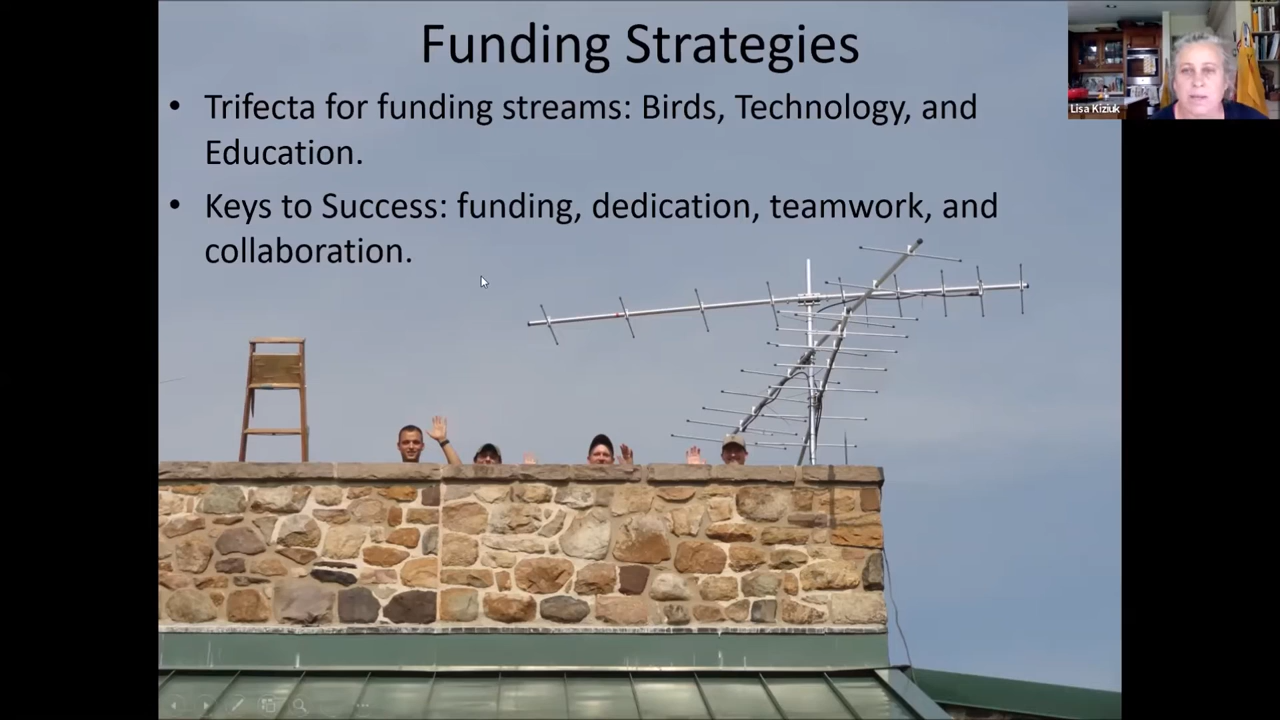 Funding Strategies
• Trifecta for funding streams: Birds, Technology, and
Education.
• Keys to Success: funding, dedication, teamwork, and
collaboration.
Lisa Kiziuk